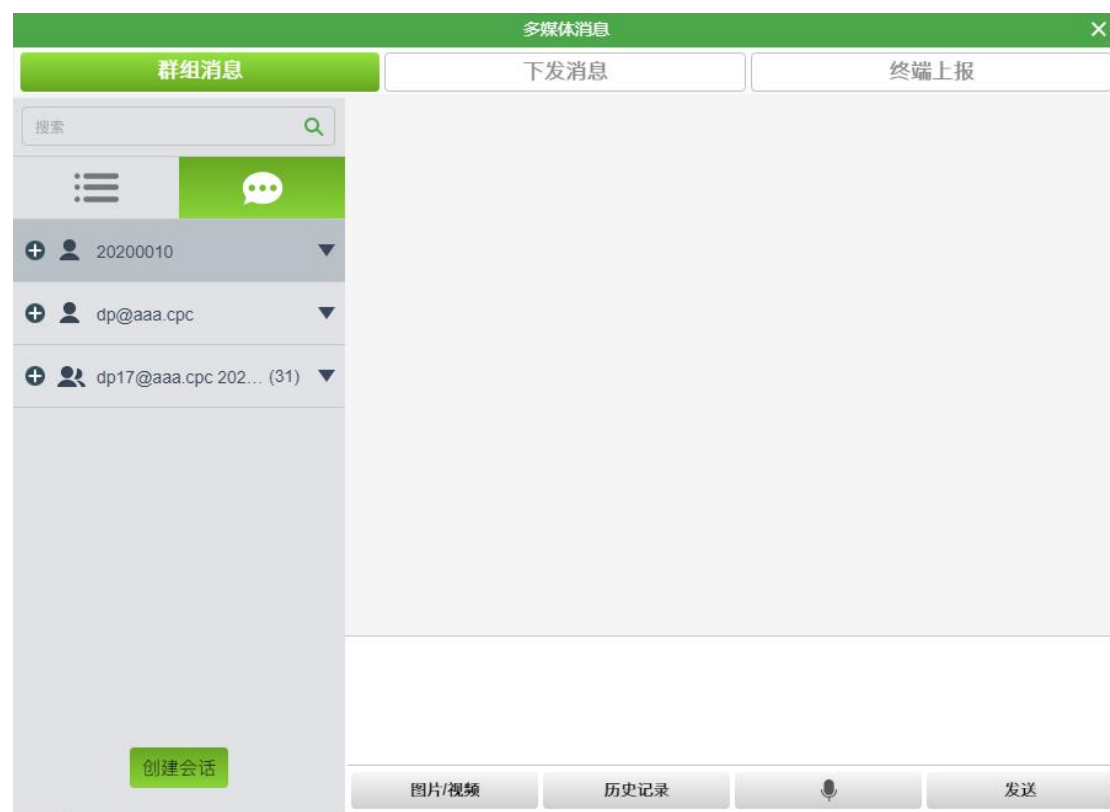 多媒体消息
群组消息
下发消息
终端上报
搜索
20200010
dp@aaa.cpc
dp17@aaa.cpc 202... (31)
创建会话
图片/视频
历史记录
发送